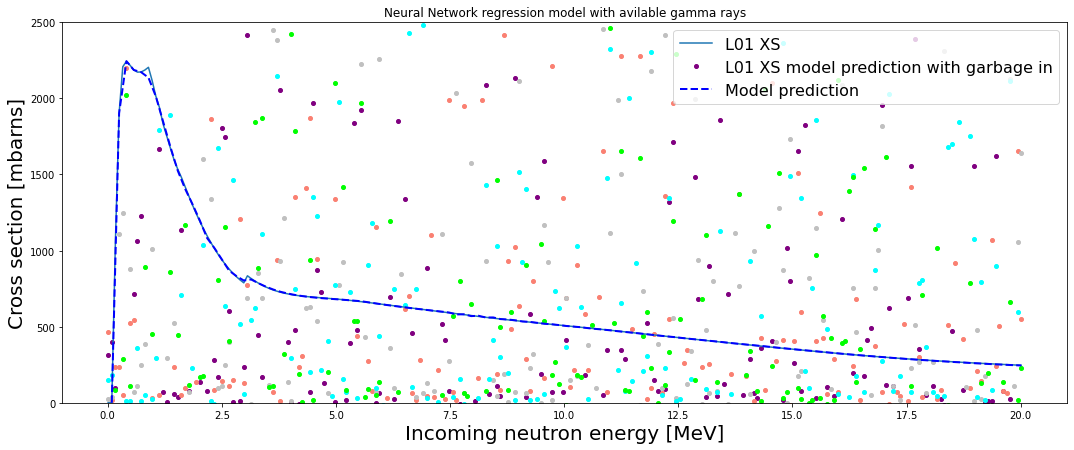 Neural Network regression model with avilable gamma rays
2500
2000
1500
1000
500
0
Cross section [mbarns]
L01 XS
L01 XS model prediction with garbage in
Model prediction
0.0 2.5 5.0 7.5 10.0 12.5 15.0 17.5 20.0
Incoming neutron energy [MeV]